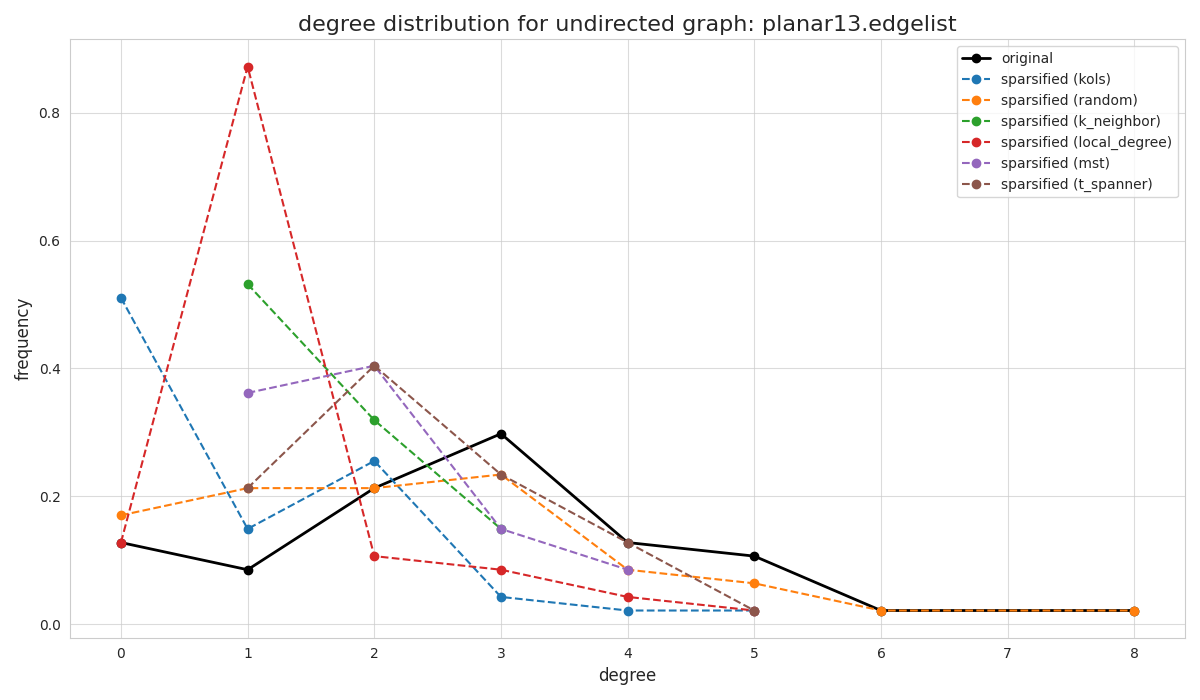 degree distribution for undirected graph: planar13.edgelist
original
sparsified (kols)
sparsified (random)
sparsified (k_neighbor)
sparsified (local_degree)
sparsified (mst)
sparsified (t_spanner)
frequency
0.8
0.6
0.4
0.2
0.0
0 1 2 3 4 5 6 7 8
degree